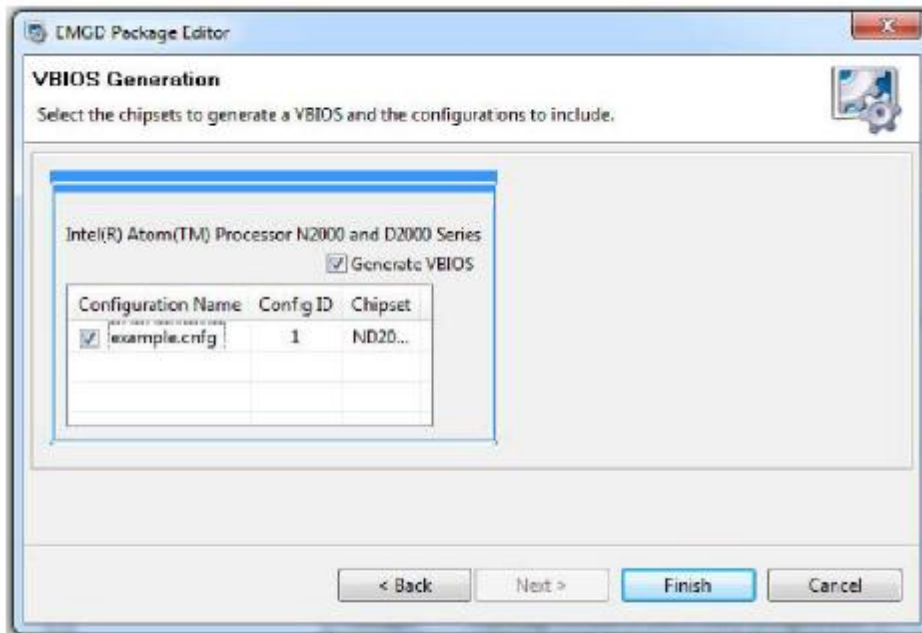 EMGD Package Editor
VBIOS Generation
Select the chipsets to generate a VBIOS and the configurations to include.
Intel(R) Atom(TM) Processor N2000 and D2000 Series
Generate VBIOS
Configuration Name Config ID Chipset
example.cnfg 1 ND20...
< Back Next > Finish Cancel